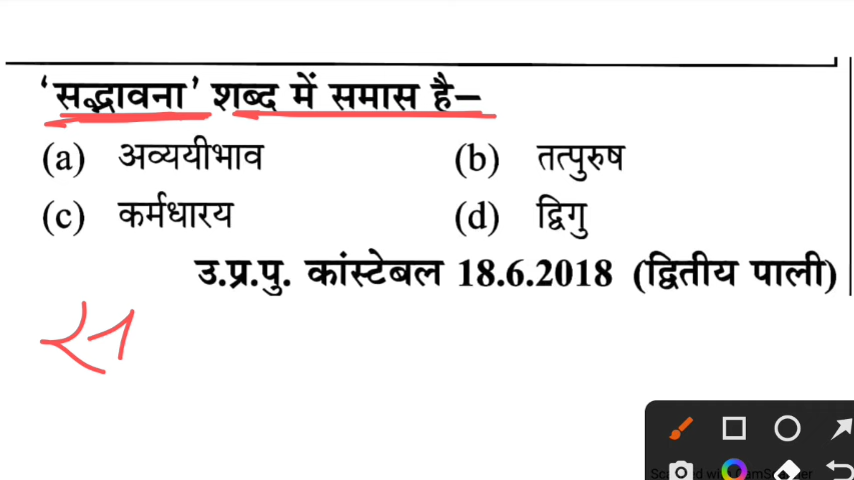 ‘सद्भावना’ शब्द में समास है–
(a) अव्ययीभाव (b) तत्पुरुष
(c) कर्मधारय (d) द्विगु
उ.प्र.पु. कांस्टेबल 18.6.2018 (द्वितीय पाली)